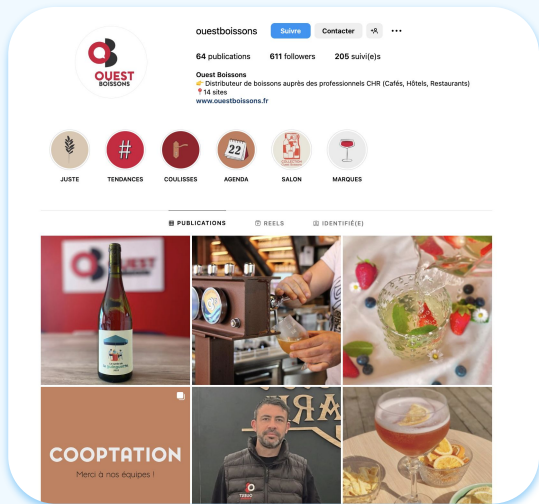 ouestboissons Suivre Contacter
64 publications 611 followers 205 suivi(e)s
OUEST
BOISSONS
Ouest Boissons
👉 Distributeur de boissons auprès des professionnels CHR (Cafés, Hôtels, Restaurants)
📍14 sites
www.ouestboissons.fr
#
22
JUSTE TENDANCES COULISSES AGENDA SALON MARQUES
PUBLICATIONS REELS IDENTIFIÉ(E)
COOPTATION
Merci à nos équipes !